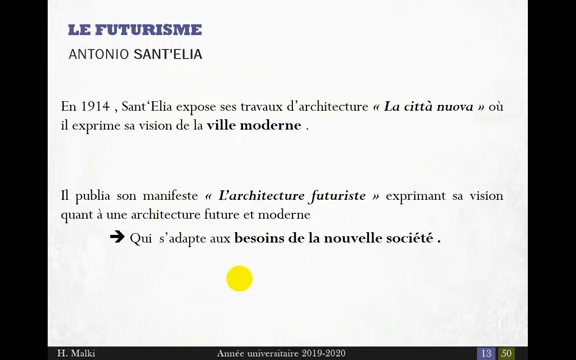 LE FUTURISME
ANTONIO SANT'ELIA
En 1914 , Sant‘Elia expose ses travaux d’architecture « La città nuova » où
il exprime sa vision de la ville moderne .
Il publia son manifeste « L’architecture futuriste » exprimant sa vision
quant à une architecture future et moderne
➔ Qui s’adapte aux besoins de la nouvelle société .
H. Malki Année universitaire 2019-2020 13 50